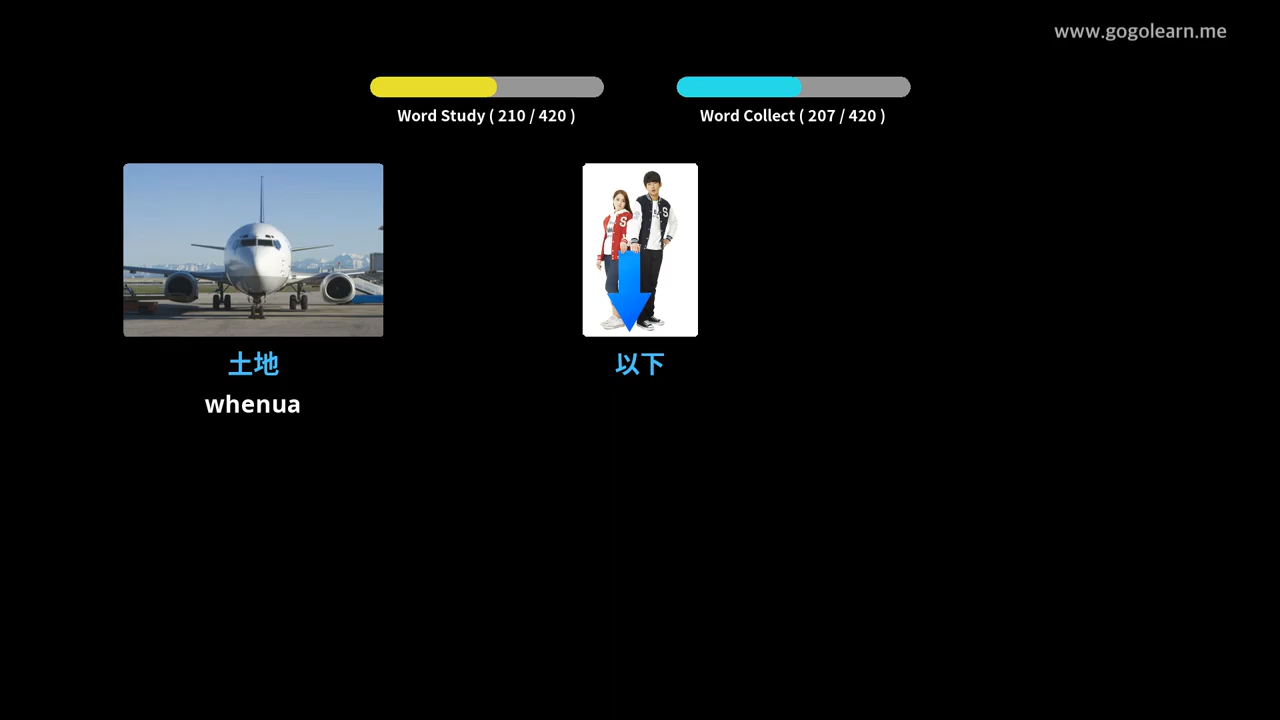 www.gogolearn.me
Word Study ( 210 / 420 )
Word Collect ( 207 / 420 )
土地
whenua
以下
S
S